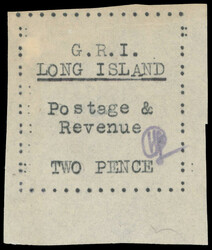 G.R.I.
LONG ISLAND
Postage &
Revenue
TWO PENCE